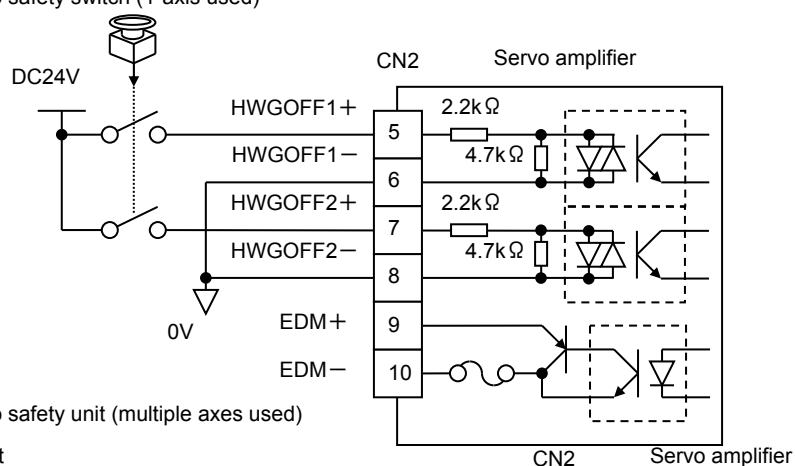 safety switch (1 axis used)
CN2
Servo amplifier
DC24V
HWGOFF1+
5
2.2kΩ
HWGOFF1−
4.7kΩ
6
HWGOFF2+
2.2kΩ
7
HWGOFF2−
4.7kΩ
8
0V
EDM+
9
EDM−
10
safety unit (multiple axes used)
CN2
Servo amplifier